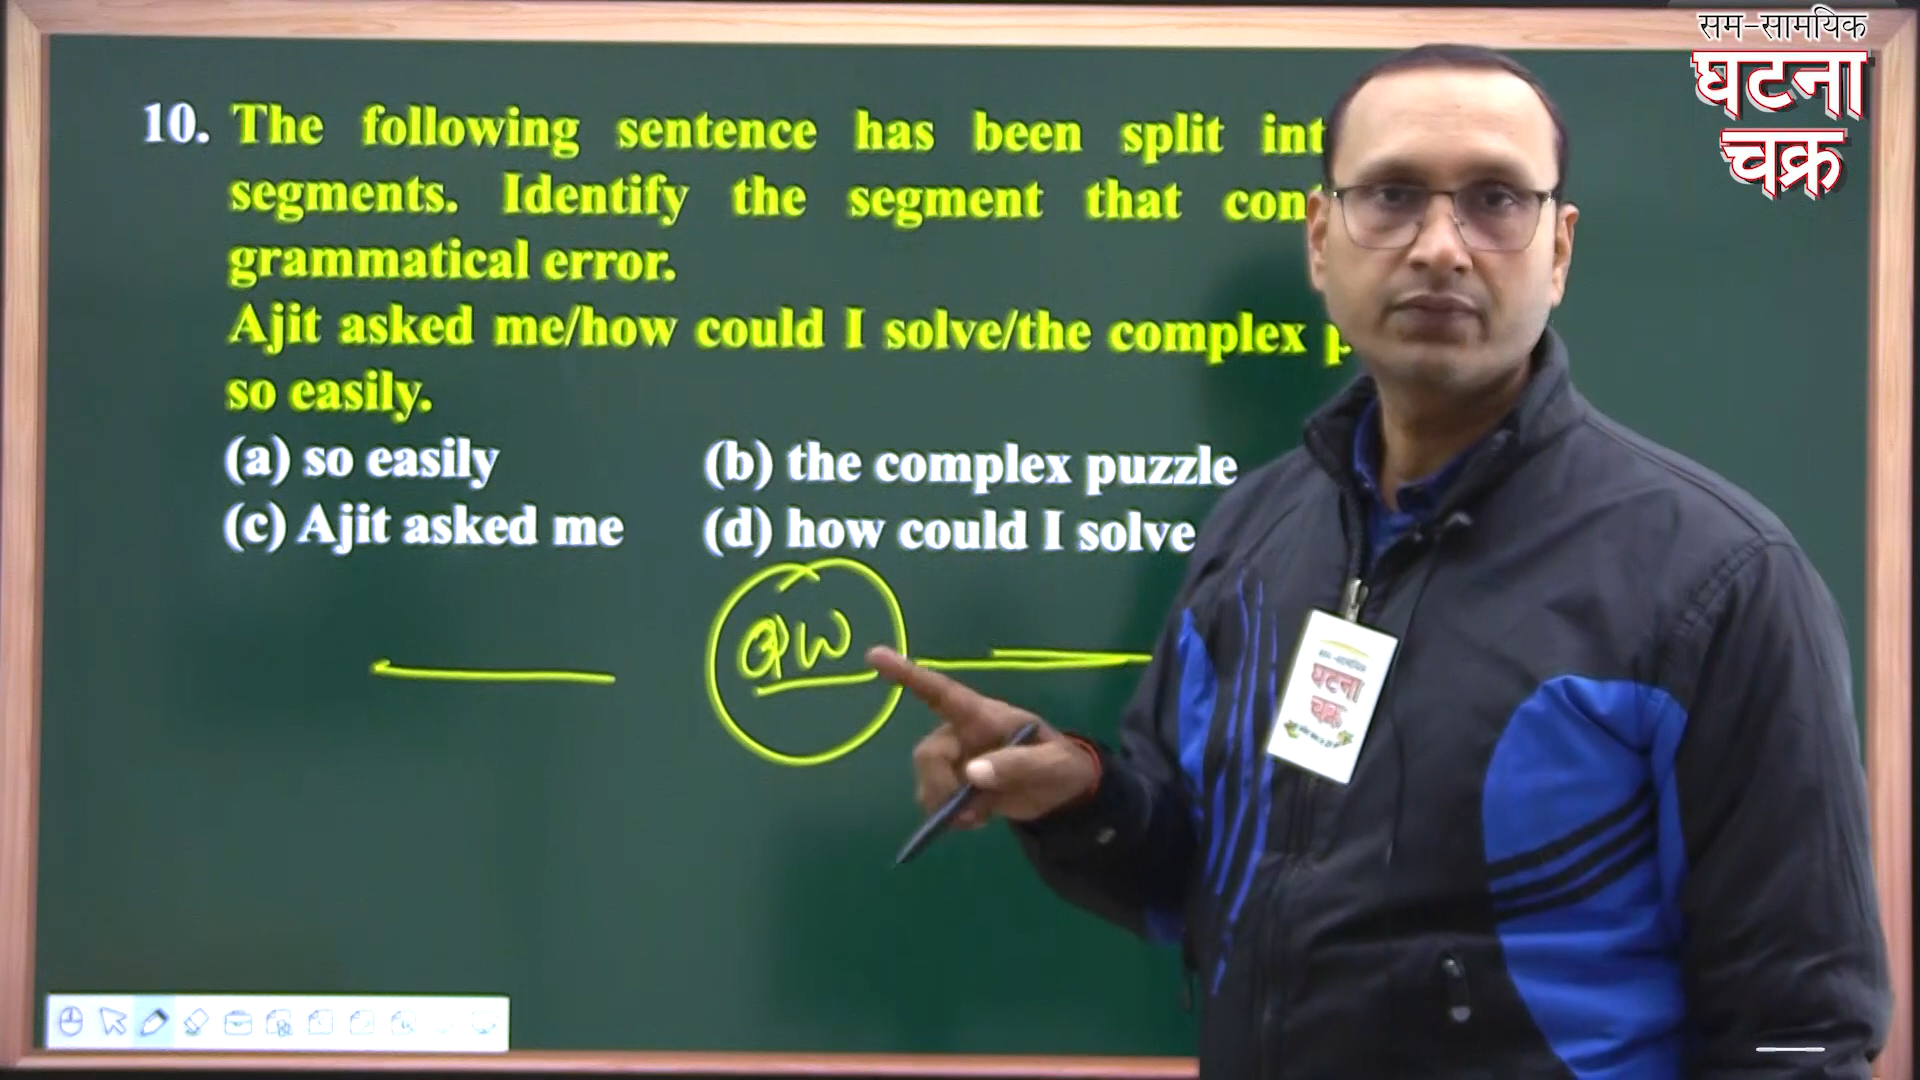 सम-सामयिक
घटना
चक्र
10. The following sentence has been split
segments. Identify the segment that
grammatical error.
Ajit asked me/how could I solve/the complex
so easily.
(a) so easily (b) the complex puzzle
(c) Ajit asked me (d) how could I solve
QW
घटना
चक्र